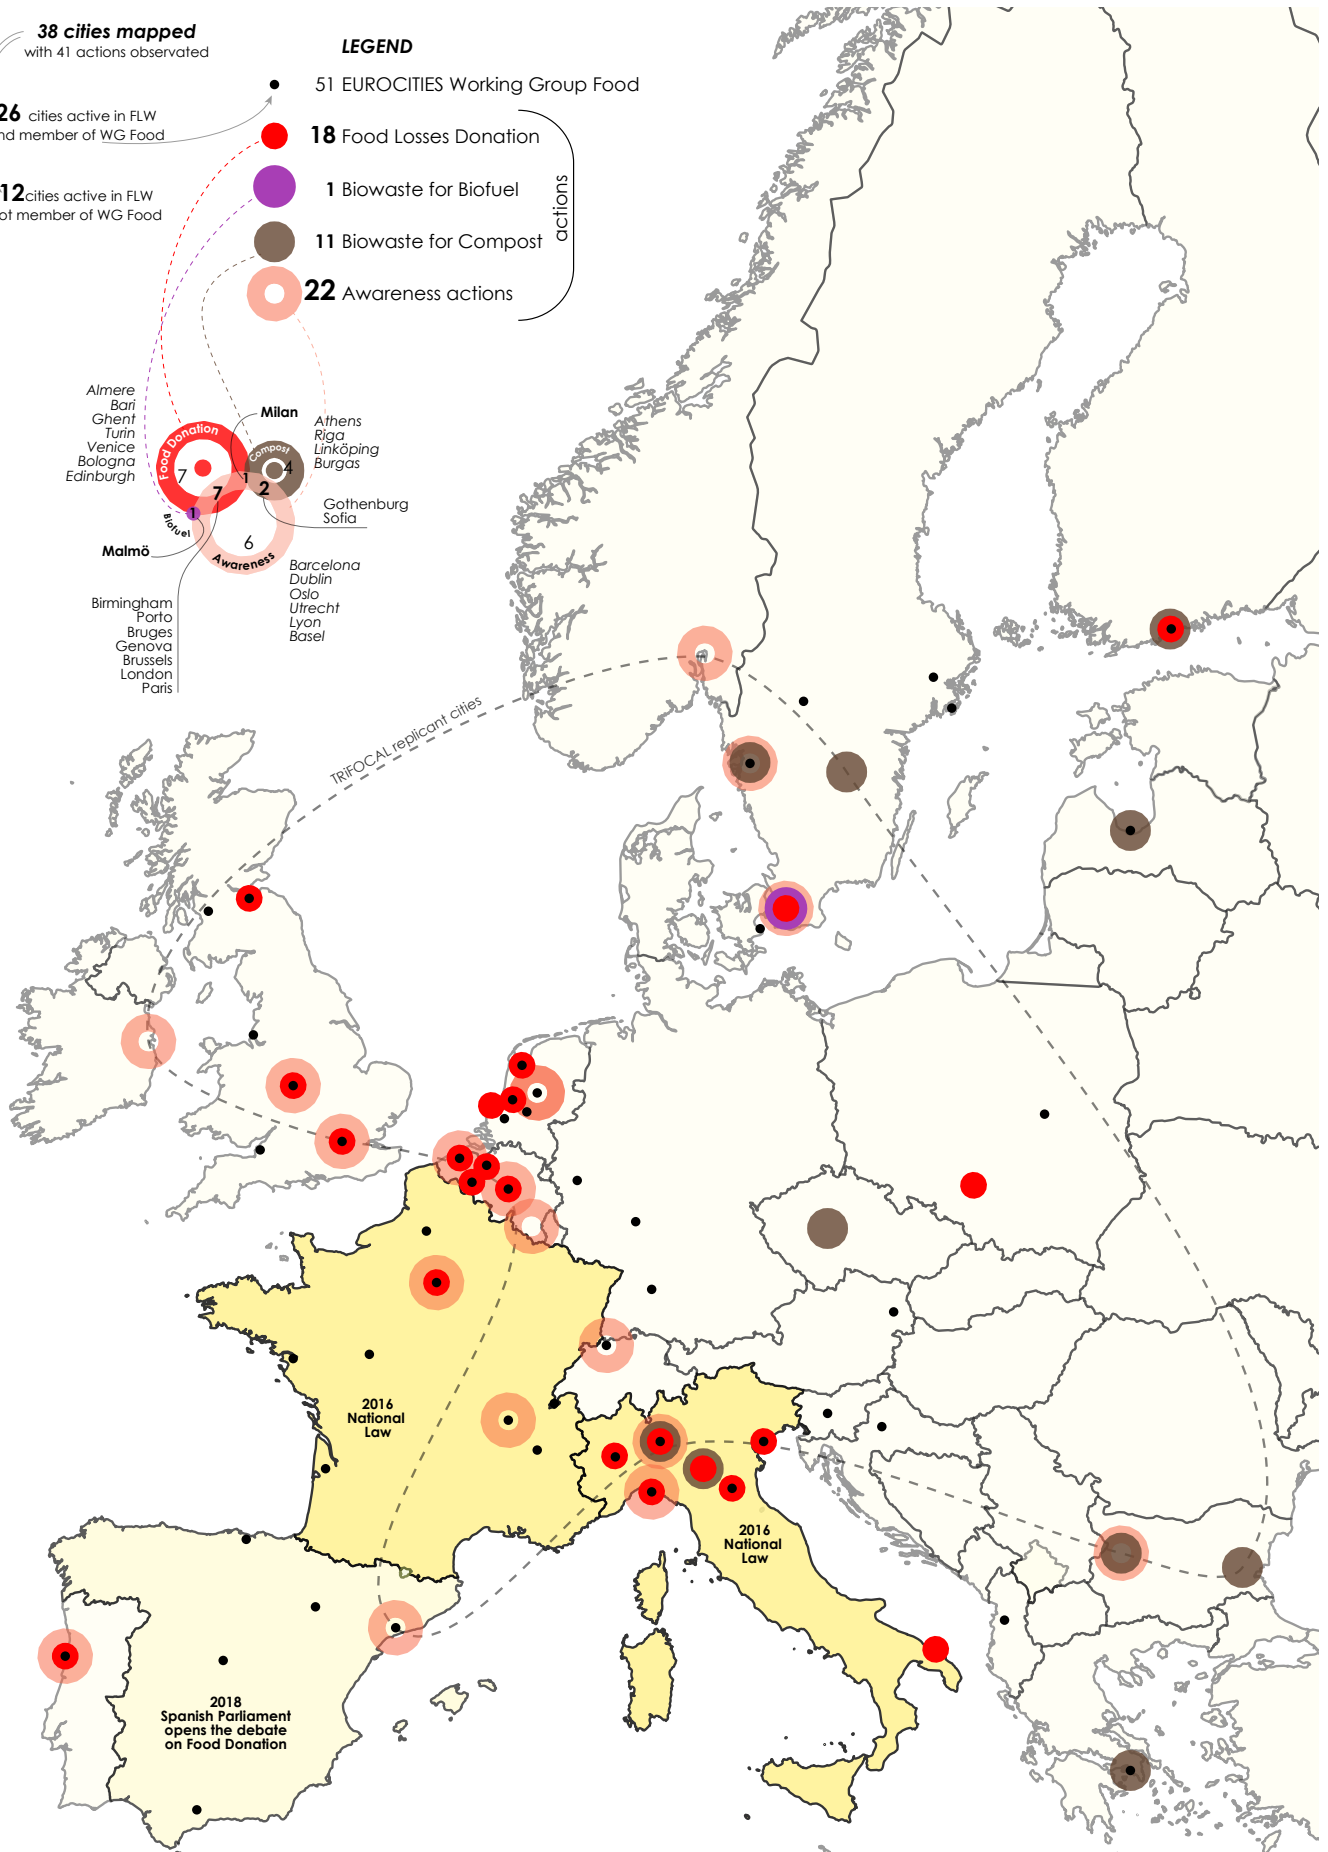 38 cities mapped
with 41 actions observated
26 cities active in FLW
nd member of WG Food
12 cities active in FLW
ot member of WG Food
LEGEND
51 EUROCITIES Working Group Food
18 Food Losses Donation
1 Biowaste for Biofuel
11 Biowaste for Compost
22 Awareness actions
actions
Almere
Bari
Ghent
Turin
Venice
Bologna
Edinburgh
Milan
Athens
Riga
Linköping
Burgas
Food Donation
7
Compost
4
1
2
7
1
Biofuel
6
Awareness
Gothenburg
Sofia
Malmö
Barcelona
Dublin
Oslo
Utrecht
Lyon
Basel
Birmingham
Porto
Bruges
Genova
Brussels
London
Paris
TRiFOCAL replicant cities
2016
National
Law
2016
National
Law
2018
Spanish Parliament
opens the debate
on Food Donation